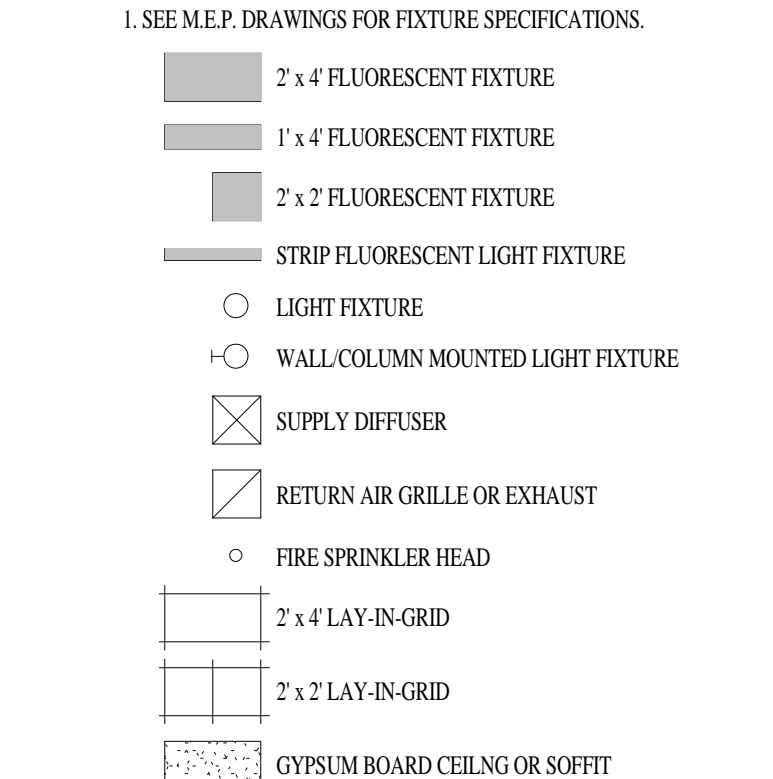 1. SEE M.E.P. DRAWINGS FOR FIXTURE SPECIFICATIONS.
2' x 4' FLUORESCENT FIXTURE
1' x 4' FLUORESCENT FIXTURE
2' x 2' FLUORESCENT FIXTURE
STRIP FLUORESCENT LIGHT FIXTURE
LIGHT FIXTURE
WALL/COLUMN MOUNTED LIGHT FIXTURE
SUPPLY DIFFUSER
RETURN AIR GRILLE OR EXHAUST
FIRE SPRINKLER HEAD
2' x 4' LAY-IN-GRID
2' x 2' LAY-IN-GRID
GYPSUM BOARD CEILNG OR SOFFIT